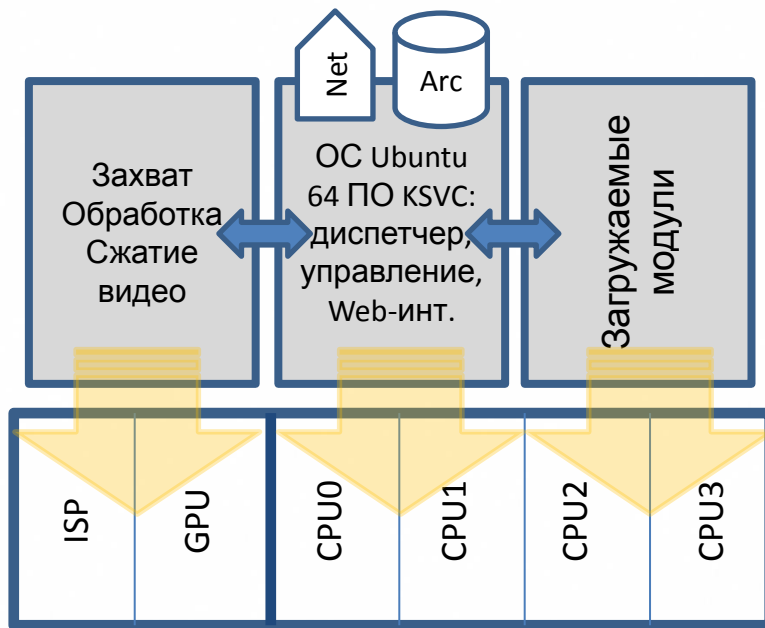 Net
Arc
Захват
Обработка
Сжатие
видео
ОС Ubuntu
64 ПО KSVC:
диспетчер,
управление,
Web-инт.
Загружаемые
модули
ISP
GPU
CPU0
CPU1
CPU2
CPU3